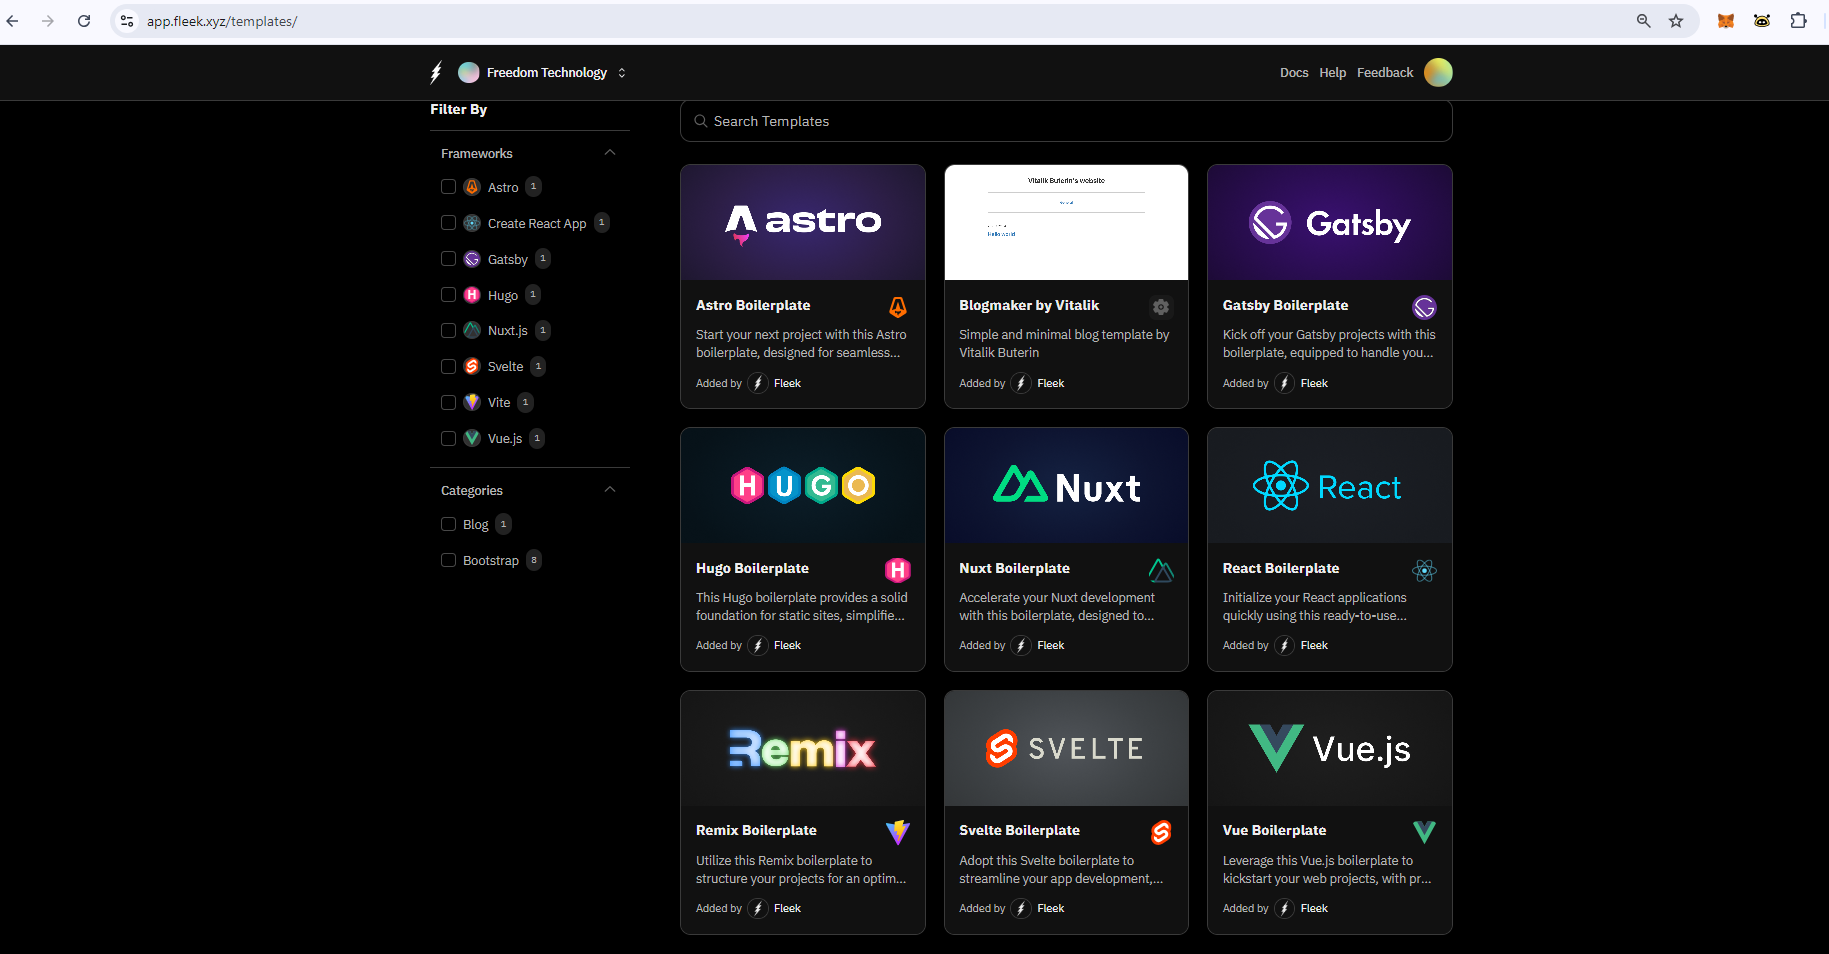 app.fleek.xyz/templates/
Freedom Technology
Docs Help Feedback
Filter By
Frameworks
Astro 1
Create React App 1
Gatsby 1
Hugo 1
Nuxt.js 1
Svelte 1
Vite 1
Vue.js 1
Categories
Blog 1
Bootstrap 8
Search Templates
astro
Astro Boilerplate
Start your next project with this Astro
boilerplate, designed for seamless...
Added by Fleek
Vitalik Buterin's website
Hello world
Blogmaker by Vitalik
Simple and minimal blog template by
Vitalik Buterin
Added by Fleek
Gatsby
Gatsby Boilerplate
Kick off your Gatsby projects with this
boilerplate, equipped to handle you...
Added by Fleek
HUGO
Hugo Boilerplate
This Hugo boilerplate provides a solid
foundation for static sites, simplifie...
Added by Fleek
Nuxt
Nuxt Boilerplate
Accelerate your Nuxt development
with this boilerplate, designed to...
Added by Fleek
React
React Boilerplate
Initialize your React applications
quickly using this ready-to-use...
Added by Fleek
Remix
Remix Boilerplate
Utilize this Remix boilerplate to
structure your projects for an optim...
Added by Fleek
SVELTE
Svelte Boilerplate
Adopt this Svelte boilerplate to
streamline your app development,...
Added by Fleek
Vue.js
Vue Boilerplate
Leverage this Vue.js boilerplate to
kickstart your web projects, with pr...
Added by Fleek